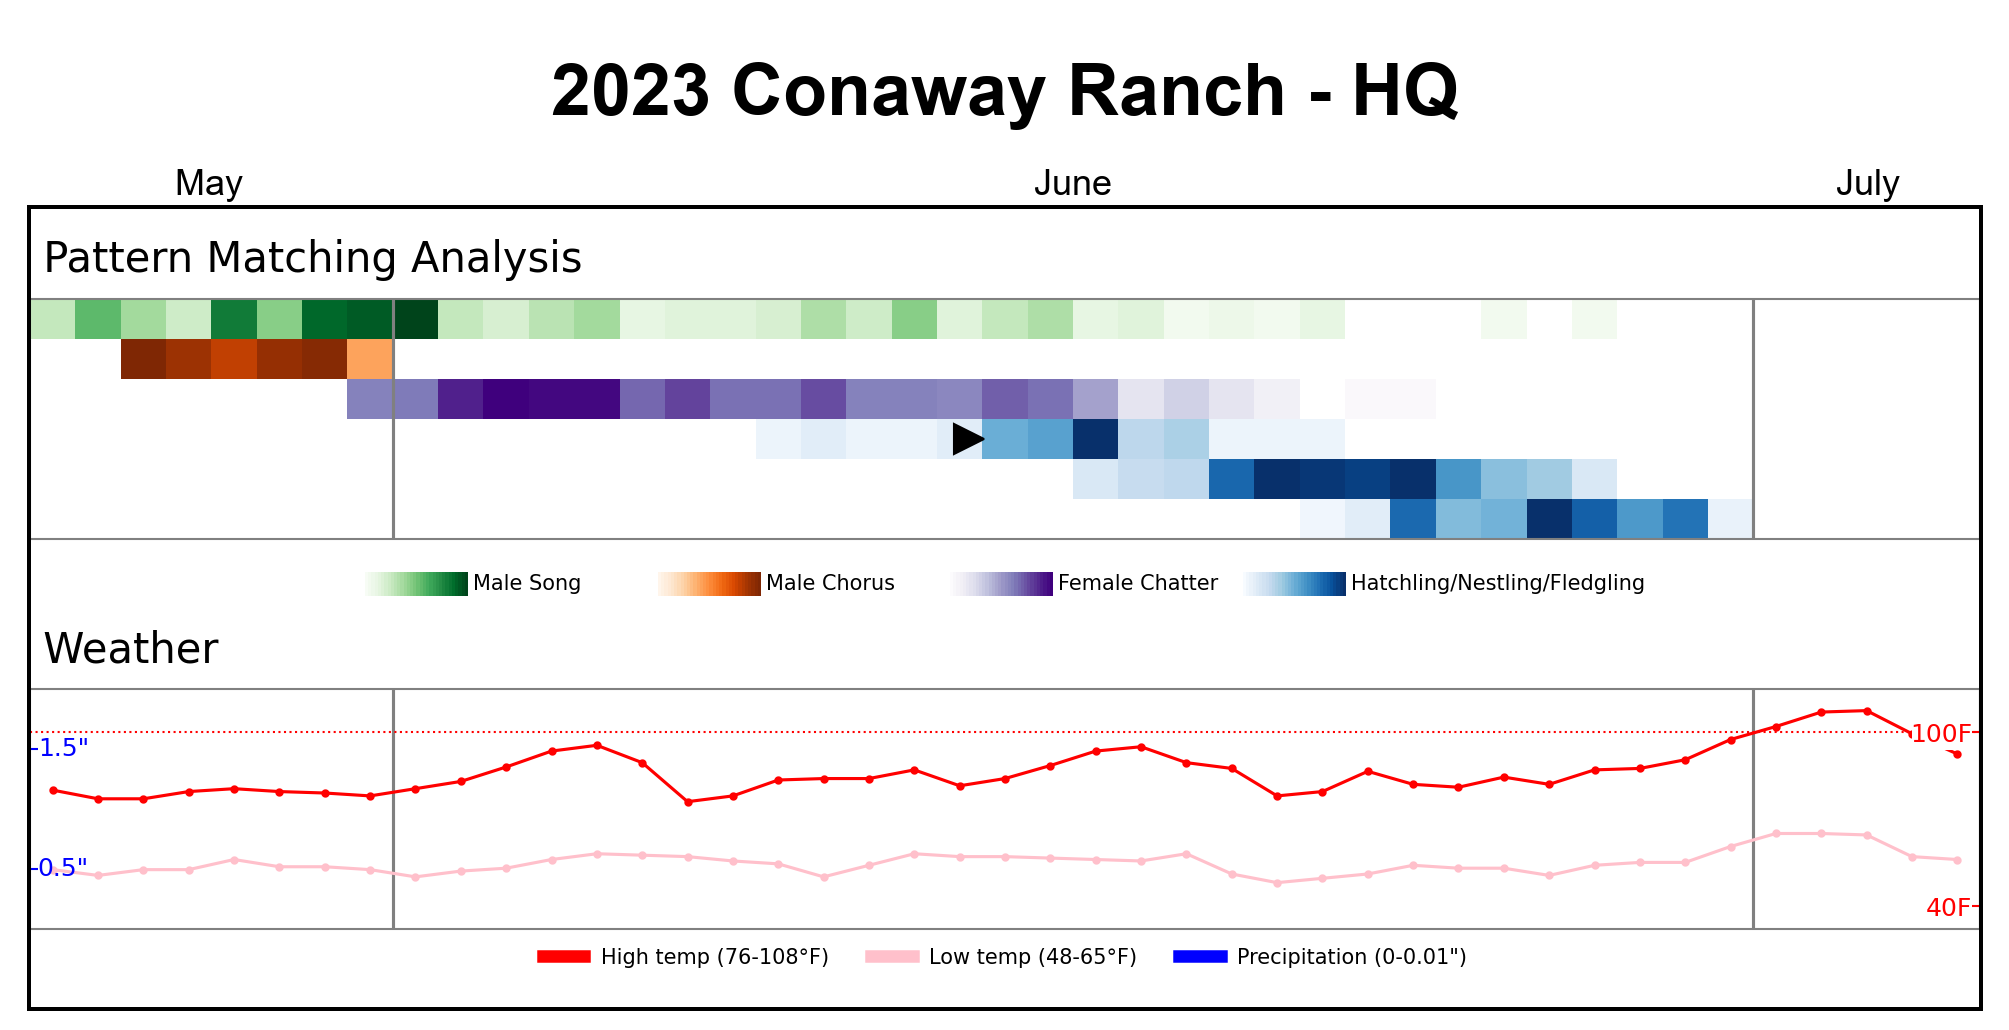 2023 Conaway Ranch - HQ
May June July
Pattern Matching Analysis
Male Song Male Chorus Female Chatter Hatchling/Nestling/Fledgling
Weather
100F
1.5"
0.5"
40F
High temp (76-108°F) Low temp (48-65°F) Precipitation (0-0.01")